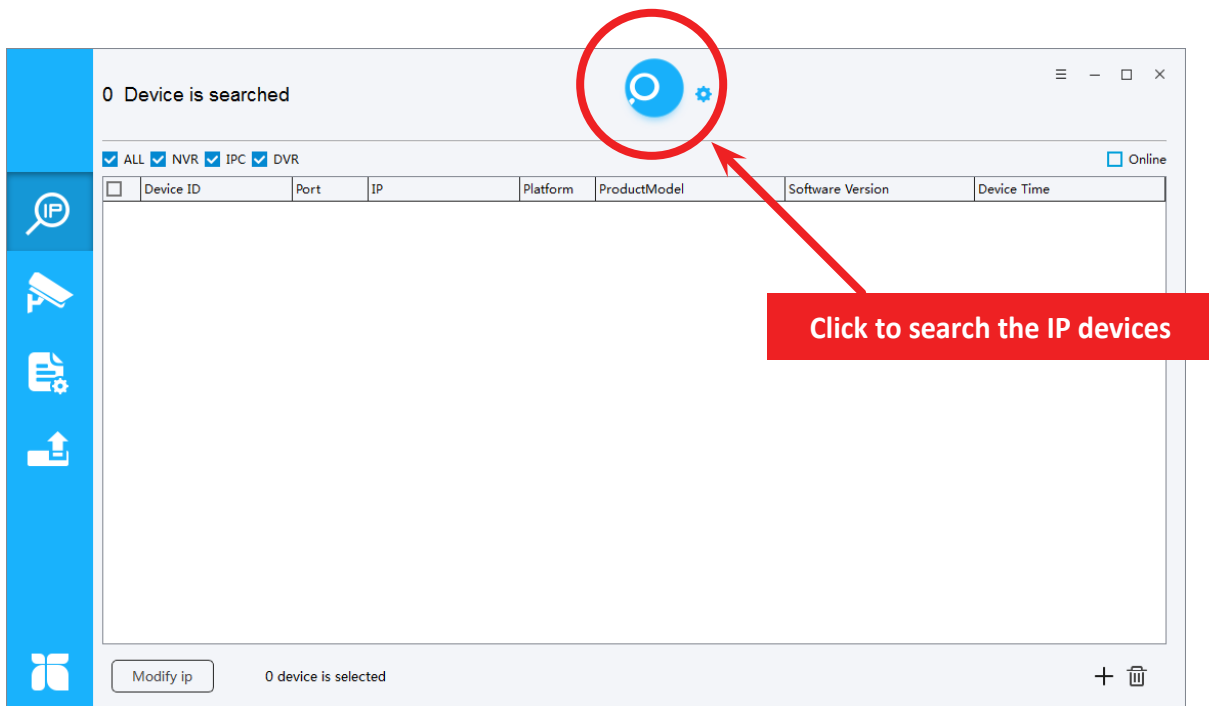 0 Device is searched
ALL NVR IPC DVR Online
Device ID Port IP Platform ProductModel Software Version Device Time
IP
Click to search the IP devices
Modify ip 0 device is selected